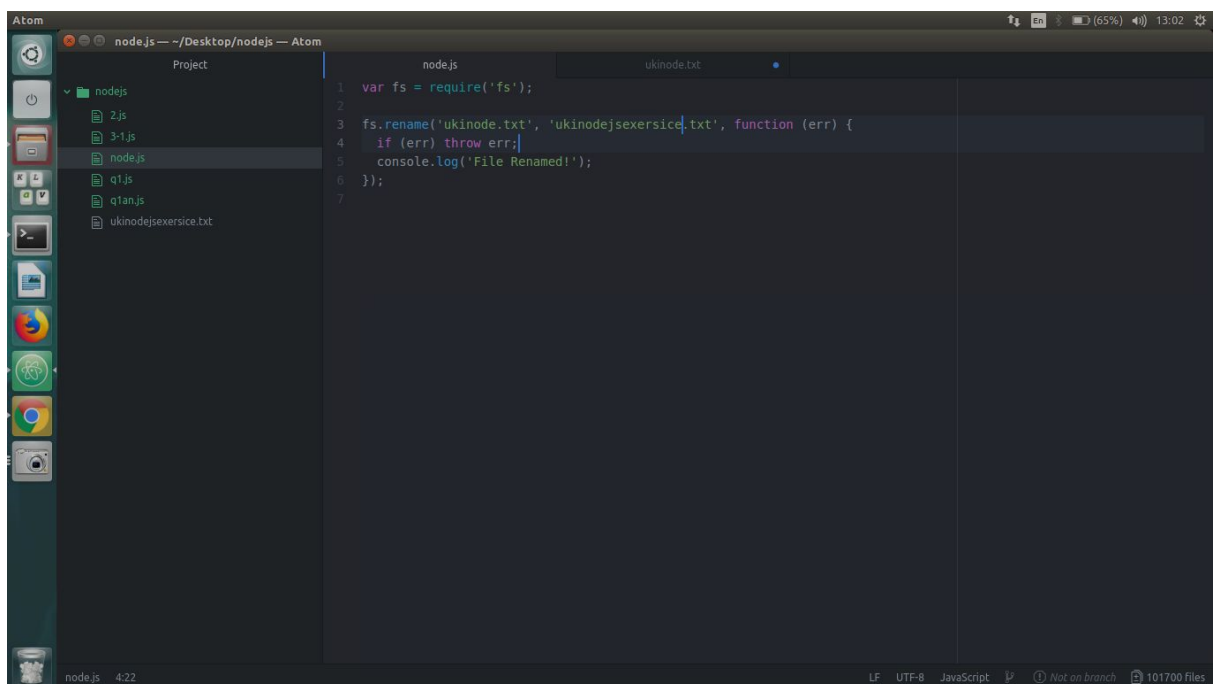 Atom
En (65%) 13:02
node.js — ~/Desktop/nodejs — Atom
Project
node.js
ukinode.txt
nodejs
2.js
3-1.js
node.js
q1.js
q1an.js
ukinodejsexersice.txt
1 var fs = require('fs');
2
3 fs.rename('ukinode.txt', 'ukinodejsexersice.txt', function (err) {
4 if (err) throw err;
5 console.log('File Renamed!');
6 });
7
K L
a V
>_
node.js 4:22
LF UTF-8 JavaScript Not on branch 101700 files